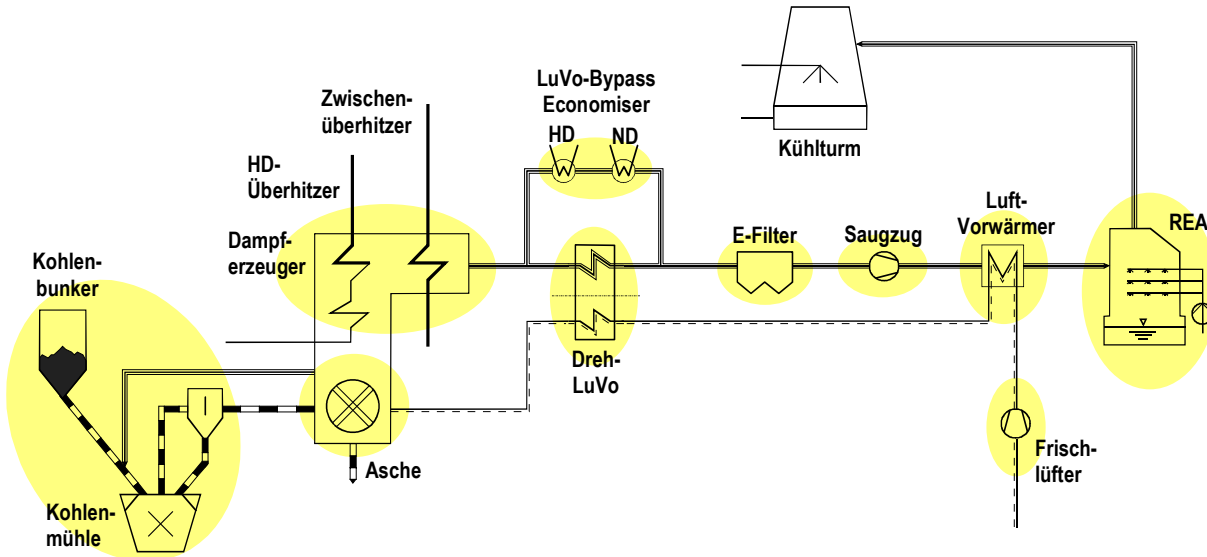 LuVo-Bypass
Economiser
HD
ND
Zwischen-
überhitzer
HD-
Überhitzer
Kühlturm
Dampf-
erzeuger
E-Filter
Saugzug
Luft-
Vorwärmer
REA
Kohlen-
bunker
Dreh-
LuVo
Asche
Frisch-
lüfter
Kohlen-
mühle